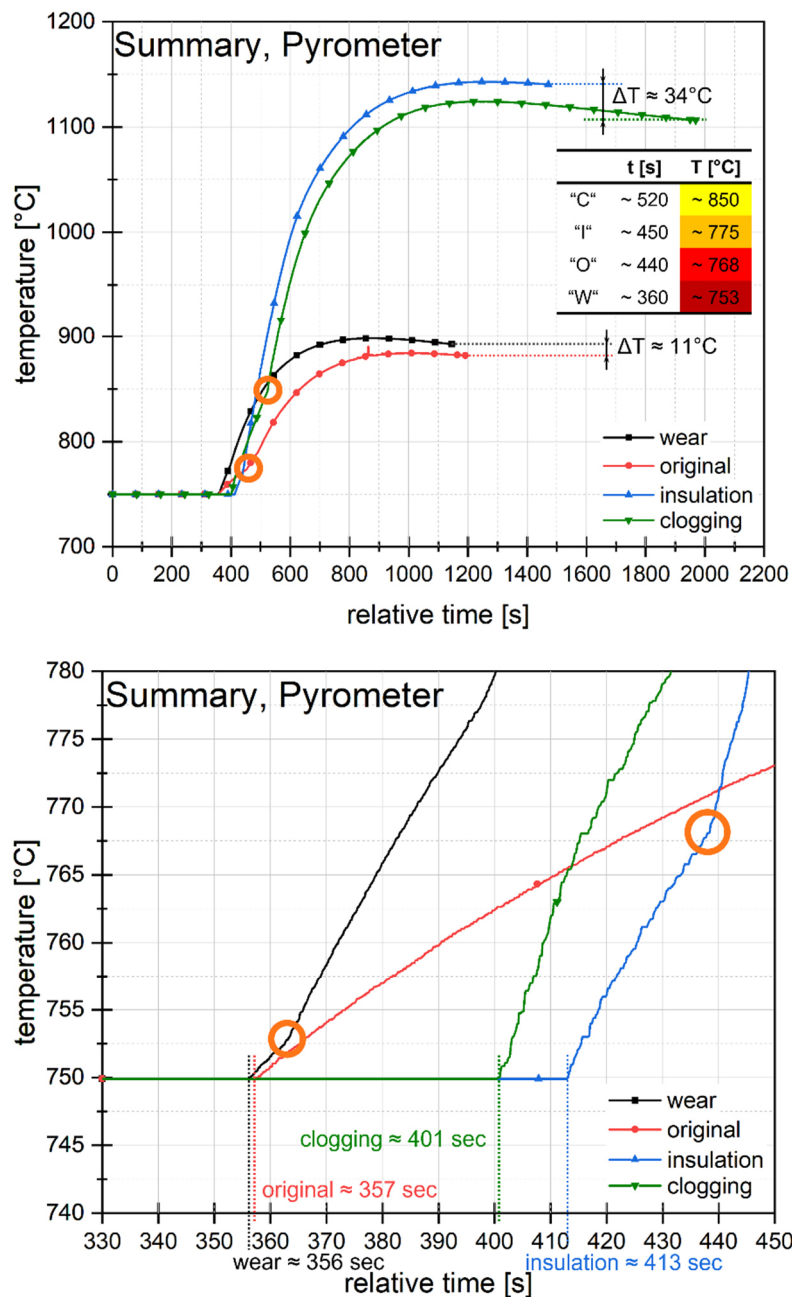 Summary, Pyrometer
1200
1100
1000
900
800
700
temperature [°C]
ΔT ≈ 34°C
t [s] T [°C]
"C" ~ 520 ~ 850
"I" ~ 450 ~ 775
"O" ~ 440 ~ 768
"W" ~ 360 ~ 753
ΔT ≈ 11°C
wear
original
insulation
clogging
0 200 400 600 800 1000 1200 1400 1600 1800 2000 2200
relative time [s]
Summary, Pyrometer
780
775
770
765
760
755
750
745
740
temperature [°C]
wear
original
insulation
clogging
clogging ≈ 401 sec
original ≈ 357 sec
330 340 350 360 370 380 390 400 410 420 430 440 450
wear ≈ 356 sec
insulation ≈ 413 sec
relative time [s]